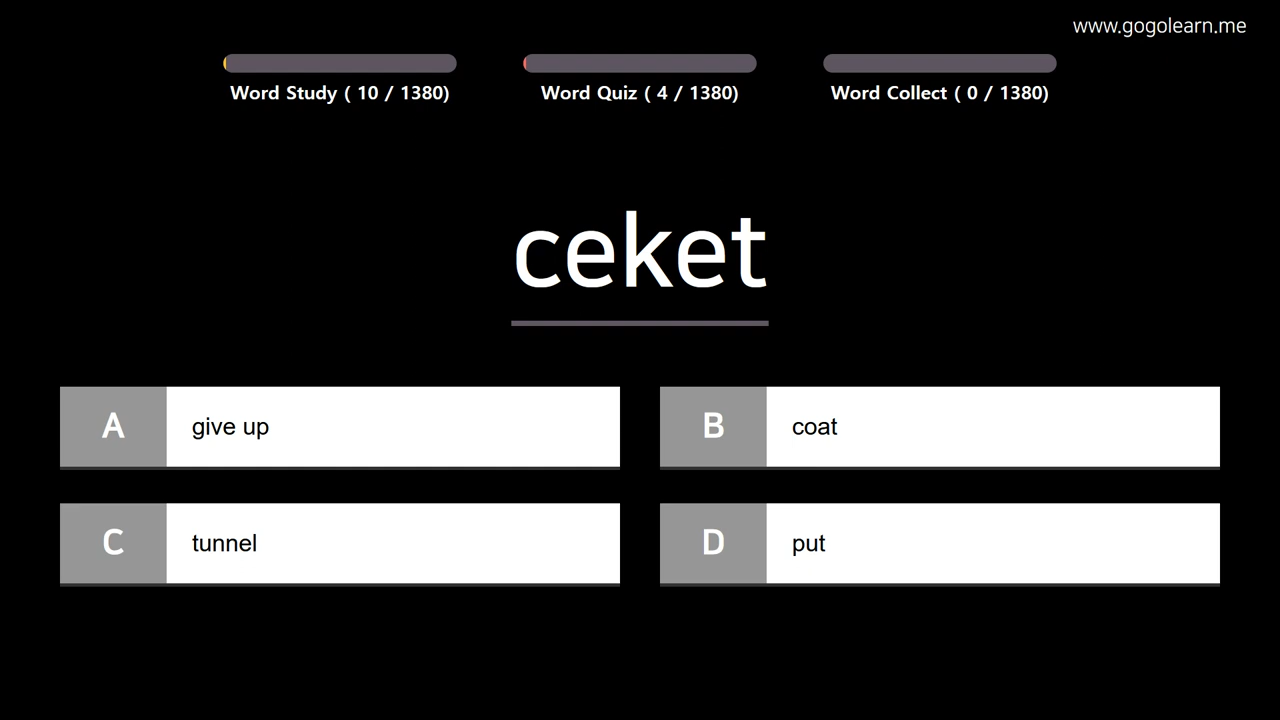 www.gogolearn.me
Word Study ( 10 / 1380)
Word Quiz ( 4 / 1380)
Word Collect ( 0 / 1380)
ceket
A give up
B coat
C tunnel
D put